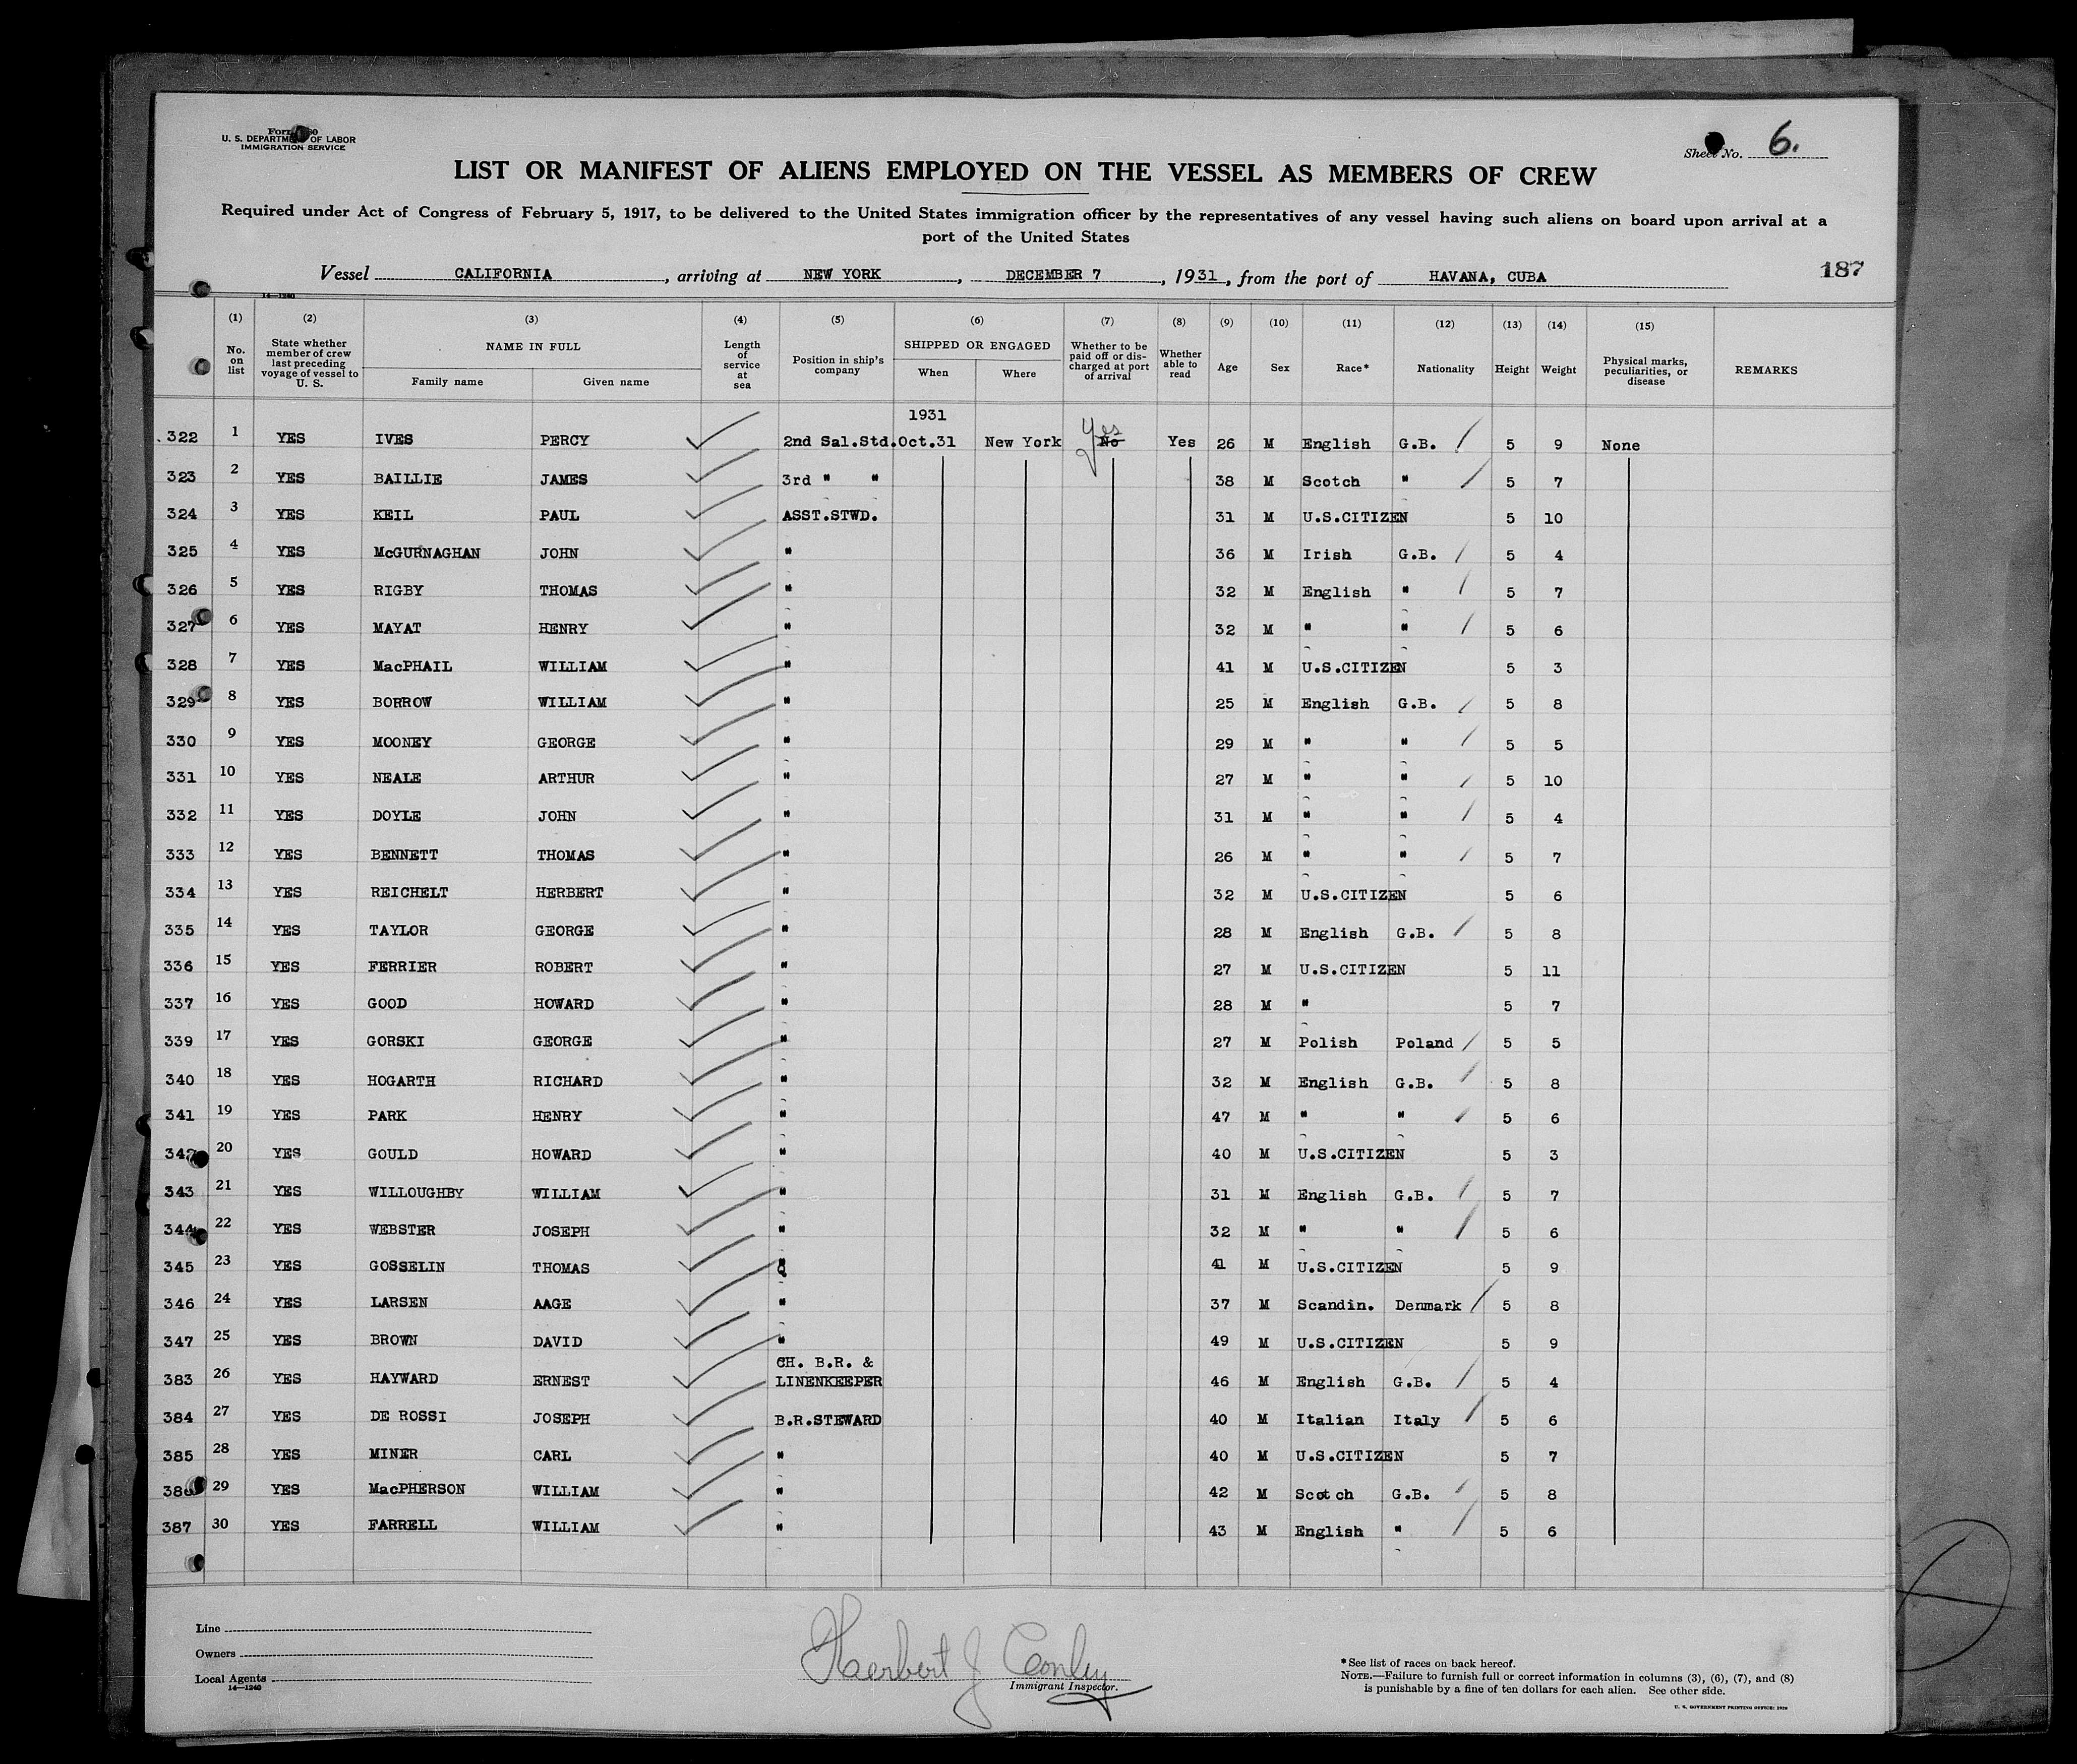 Form 680
U. S. DEPARTMENT OF LABOR
IMMIGRATION SERVICE
Sheet No. 6.
LIST OR MANIFEST OF ALIENS EMPLOYED ON THE VESSEL AS MEMBERS OF CREW
Required under Act of Congress of February 5, 1917, to be delivered to the United States immigration officer by the representatives of any vessel having such aliens on board upon arrival at a
port of the United States
Vessel CALIFORNIA, arriving at NEW YORK, DECEMBER 7, 1931, from the port of HAVANA, CUBA 187
14—1240
(1) No. on list (2) State whether member of crew last preceding voyage of vessel to U. S. (3) NAME IN FULL Family name Given name (4) Length of service at sea (5) Position in ship's company (6) SHIPPED OR ENGAGED When Where (7) Whether to be paid off or discharged at port of arrival (8) Whether able to read (9) Age (10) Sex (11) Race* (12) Nationality (13) Height (14) Weight (15) Physical marks, peculiarities, or disease REMARKS
1931
322 1 YES IVES PERCY 2nd Sal.Std. Oct.31 New York Yes No Yes 26 M English G.B. 5 9 None
323 2 YES BAILLIE JAMES 3rd " " 38 M Scotch " 5 7
324 3 YES KEIL PAUL ASST.STWD. 31 M U.S.CITIZEN 5 10
325 4 YES McGURNAGHAN JOHN " 36 M Irish G.B. 5 4
326 5 YES RIGBY THOMAS " 32 M English " 5 7
327 6 YES MAYAT HENRY " 32 M " " 5 6
328 7 YES MacPHAIL WILLIAM " 41 M U.S.CITIZEN 5 3
329 8 YES BORROW WILLIAM " 25 M English G.B. 5 8
330 9 YES MOONEY GEORGE " 29 M " " 5 5
331 10 YES NEALE ARTHUR " 27 M " " 5 10
332 11 YES DOYLE JOHN " 31 M " " 5 4
333 12 YES BENNETT THOMAS " 26 M " " 5 7
334 13 YES REICHELT HERBERT " 32 M U.S.CITIZEN 5 6
335 14 YES TAYLOR GEORGE " 28 M English G.B. 5 8
336 15 YES FERRIER ROBERT " 27 M U.S.CITIZEN 5 11
337 16 YES GOOD HOWARD " 28 M " 5 7
339 17 YES GORSKI GEORGE " 27 M Polish Poland 5 5
340 18 YES HOGARTH RICHARD " 32 M English G.B. 5 8
341 19 YES PARK HENRY " 47 M " " 5 6
342 20 YES GOULD HOWARD " 40 M U.S.CITIZEN 5 3
343 21 YES WILLOUGHBY WILLIAM " 31 M English G.B. 5 7
344 22 YES WEBSTER JOSEPH " 32 M " " 5 6
345 23 YES GOSSELIN THOMAS " 41 M U.S.CITIZEN 5 9
346 24 YES LARSEN AAGE " 37 M Scandin. Denmark 5 8
347 25 YES BROWN DAVID " 49 M U.S.CITIZEN 5 9
383 26 YES HAYWARD ERNEST CH. B.R. & LINENKEEPER 46 M English G.B. 5 4
384 27 YES DE ROSSI JOSEPH B.R.STEWARD 40 M Italian Italy 5 6
385 28 YES MINER CARL " 40 M U.S.CITIZEN 5 7
386 29 YES MacPHERSON WILLIAM " 42 M Scotch G.B. 5 8
387 30 YES FARRELL WILLIAM " 43 M English " 5 6
Line
Owners
Local Agents
14—1240
Herbert J Conley
Immigrant Inspector.
*See list of races on back hereof.
NOTE.—Failure to furnish full or correct information in columns (3), (6), (7), and (8)
is punishable by a fine of ten dollars for each alien. See other side.
U. S. GOVERNMENT PRINTING OFFICE: 1929